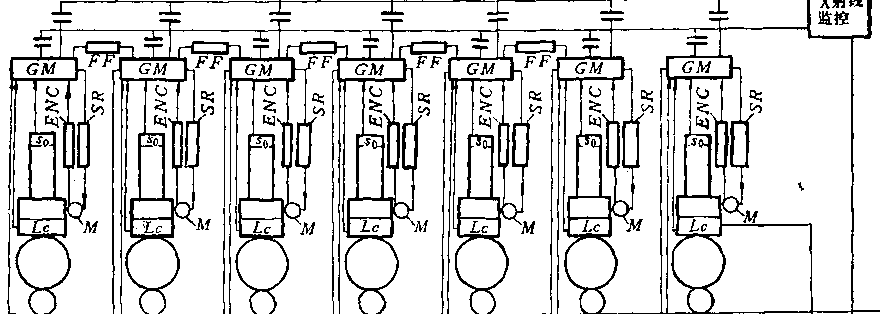 X射线
监控
FF FF FF FF FF
GM GM GM GM GM GM GM
ENC SR ENC SR ENC SR ENC SR ENC SR ENC SR ENC SR
S0 S0 S0 S0 S0 S0 S0
Lc M Lc M Lc M Lc M Lc M Lc M Lc M